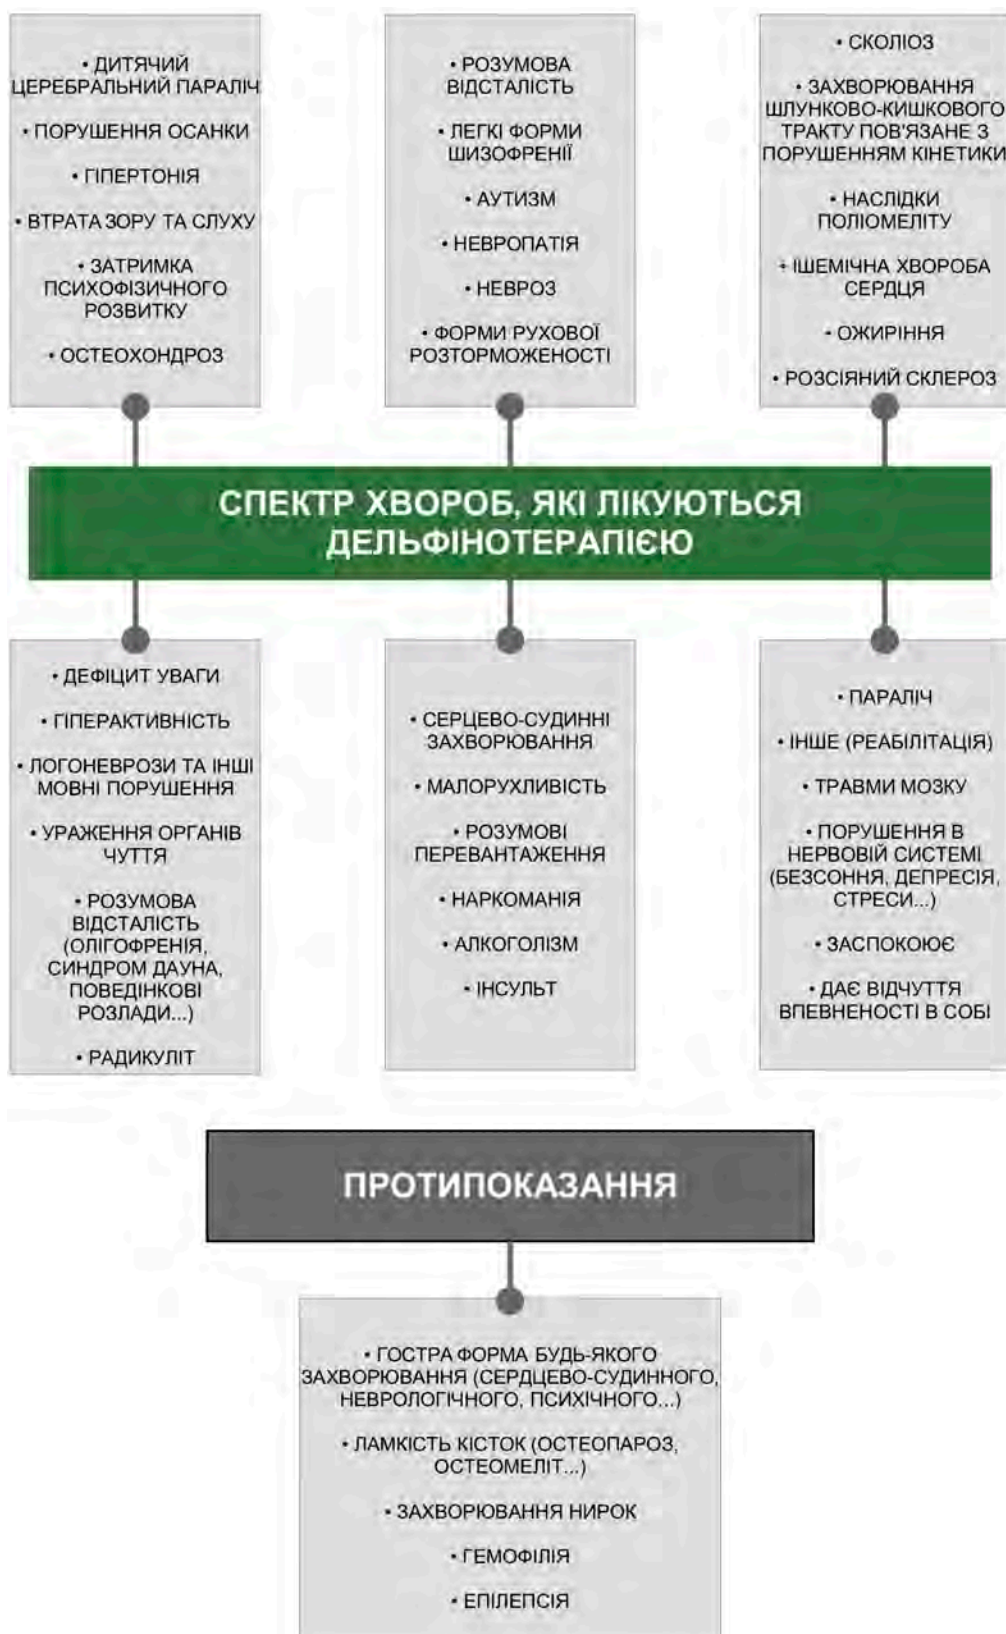 • ДИТЯЧИЙ
ЦЕРЕБРАЛЬНИЙ ПАРАЛІЧ
• ПОРУШЕННЯ ОСАНКИ
• ГІПЕРТОНІЯ
• ВТРАТА ЗОРУ ТА СЛУХУ
• ЗАТРИМКА
ПСИХОФІЗИЧНОГО
РОЗВИТКУ
• ОСТЕОХОНДРОЗ
• РОЗУМОВА
ВІДСТАЛІСТЬ
• ЛЕГКІ ФОРМИ
ШИЗОФРЕНІЇ
• АУТИЗМ
• НЕВРОПАТІЯ
• НЕВРОЗ
• ФОРМИ РУХОВОЇ
РОЗТОРМОЖЕНОСТІ
• СКОЛІОЗ
• ЗАХВОРЮВАННЯ
ШЛУНКОВО-КИШКОВОГО
ТРАКТУ ПОВ'ЯЗАНЕ З
ПОРУШЕННЯМ КІНЕТИКИ
• НАСЛІДКИ
ПОЛІОМЕЛІТУ
• ІШЕМІЧНА ХВОРОБА
СЕРДЦЯ
• ОЖИРІННЯ
• РОЗСІЯНИЙ СКЛЕРОЗ
СПЕКТР ХВОРОБ, ЯКІ ЛІКУЮТЬСЯ
ДЕЛЬФІНОТЕРАПІЄЮ
• ДЕФІЦИТ УВАГИ
• ГІПЕРАКТИВНІСТЬ
• ЛОГОНЕВРОЗИ ТА ІНШІ
МОВНІ ПОРУШЕННЯ
• УРАЖЕННЯ ОРГАНІВ
ЧУТТЯ
• РОЗУМОВА
ВІДСТАЛІСТЬ
(ОЛІГОФРЕНІЯ,
СИНДРОМ ДАУНА,
ПОВЕДІНКОВІ
РОЗЛАДИ...)
• РАДИКУЛІТ
• СЕРЦЕВО-СУДИННІ
ЗАХВОРЮВАННЯ
• МАЛОРУХЛИВІСТЬ
• РОЗУМОВІ
ПЕРЕВАНТАЖЕННЯ
• НАРКОМАНІЯ
• АЛКОГОЛІЗМ
• ІНСУЛЬТ
• ПАРАЛІЧ
• ІНШЕ (РЕАБІЛІТАЦІЯ)
• ТРАВМИ МОЗКУ
• ПОРУШЕННЯ В
НЕРВОВІЙ СИСТЕМІ
(БЕЗСОННЯ, ДЕПРЕСІЯ,
СТРЕСИ...)
• ЗАСПОКОЮЄ
• ДАЄ ВІДЧУТТЯ
ВПЕВНЕНОСТІ В СОБІ
ПРОТИПОКАЗАННЯ
• ГОСТРА ФОРМА БУДЬ-ЯКОГО
ЗАХВОРЮВАННЯ (СЕРДЦЕВО-СУДИННОГО,
НЕВРОЛОГІЧНОГО, ПСИХІЧНОГО...)
• ЛАМКІСТЬ КІСТОК (ОСТЕОПАРОЗ,
ОСТЕОМЕЛІТ...)
• ЗАХВОРЮВАННЯ НИРОК
• ГЕМОФІЛІЯ
• ЕПІЛЕПСІЯ